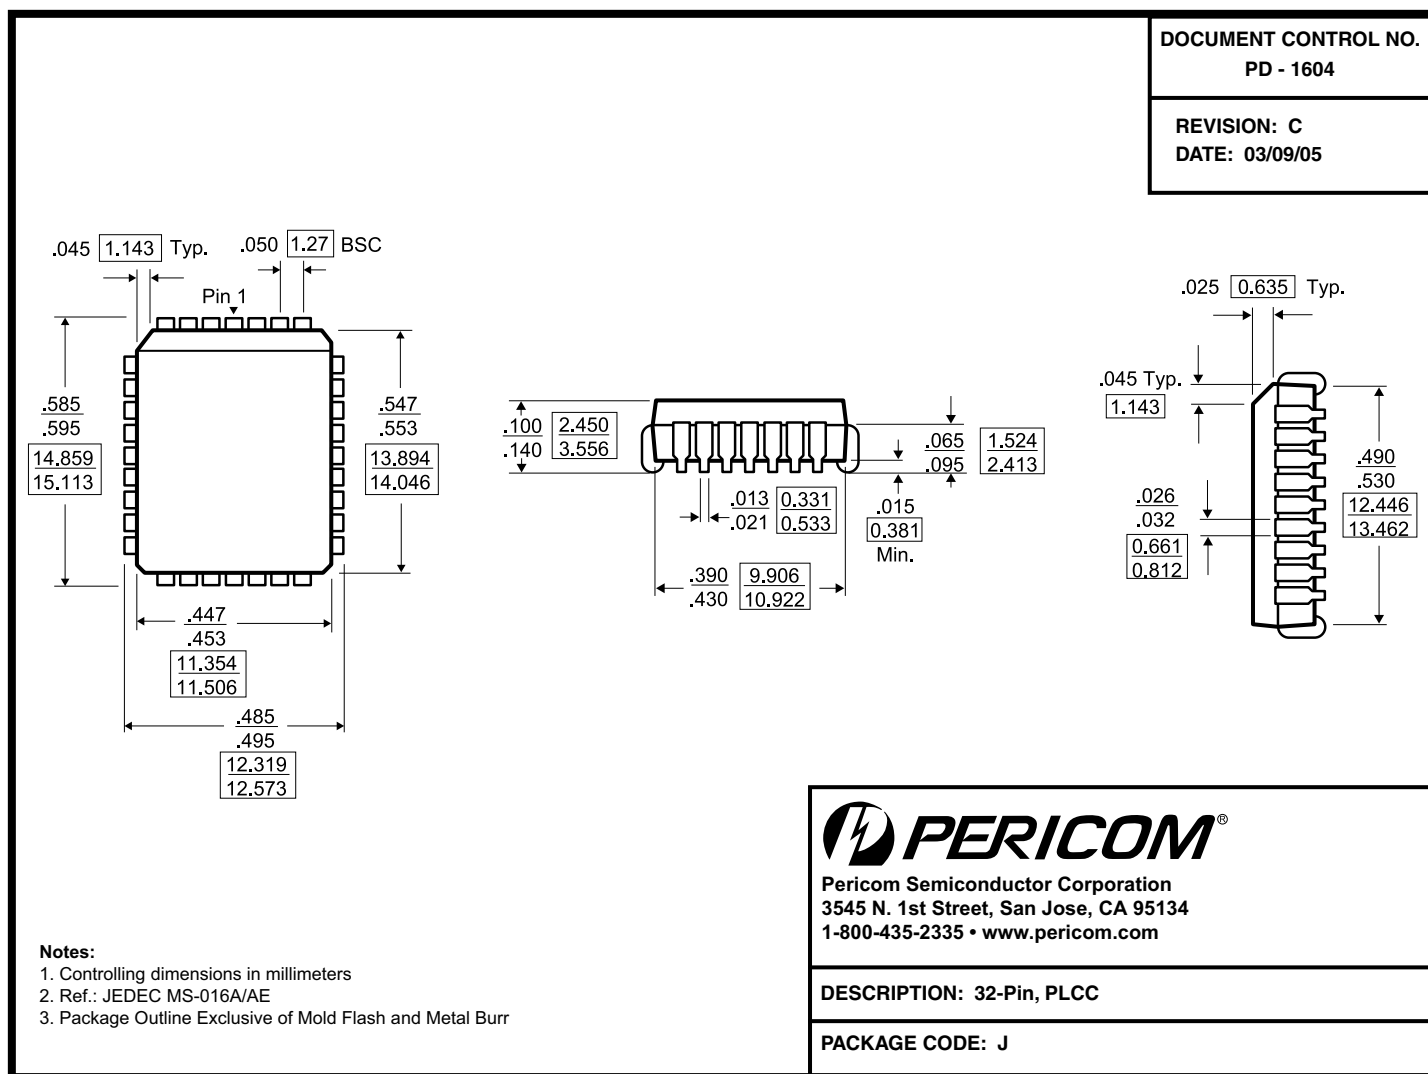 DOCUMENT CONTROL NO.
PD - 1604
REVISION: C
DATE: 03/09/05
.045 1.143 Typ.
.050 1.27 BSC
Pin 1
.585
.595
14.859
15.113
.547
.553
13.894
14.046
.447
.453
11.354
11.506
.485
.495
12.319
12.573
.100 2.450
.140 3.556
.065 1.524
.095 2.413
.013 0.331
.021 0.533
.015
0.381
Min.
.390 9.906
.430 10.922
.025 0.635 Typ.
.045 Typ.
1.143
.026
.032
0.661
0.812
.490
.530
12.446
13.462
PERICOM®
Pericom Semiconductor Corporation
3545 N. 1st Street, San Jose, CA 95134
1-800-435-2335 • www.pericom.com
Notes:
1. Controlling dimensions in millimeters
2. Ref.: JEDEC MS-016A/AE
3. Package Outline Exclusive of Mold Flash and Metal Burr
DESCRIPTION: 32-Pin, PLCC
PACKAGE CODE: J